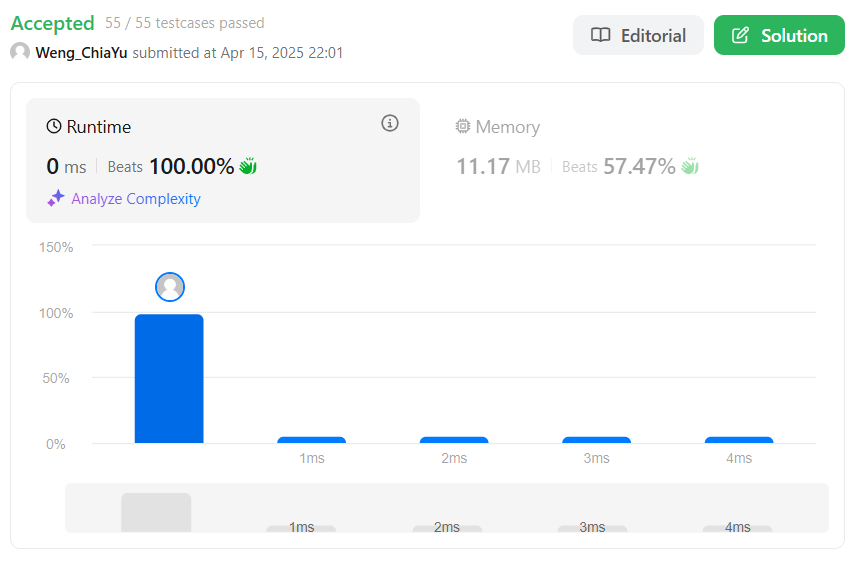 Accepted 55 / 55 testcases passed
Weng_ChiaYu submitted at Apr 15, 2025 22:01
Editorial
Solution
Runtime
0 ms Beats 100.00%
Analyze Complexity
Memory
11.17 MB Beats 57.47%
150%
100%
50%
0%
1ms 2ms 3ms 4ms
1ms 2ms 3ms 4ms